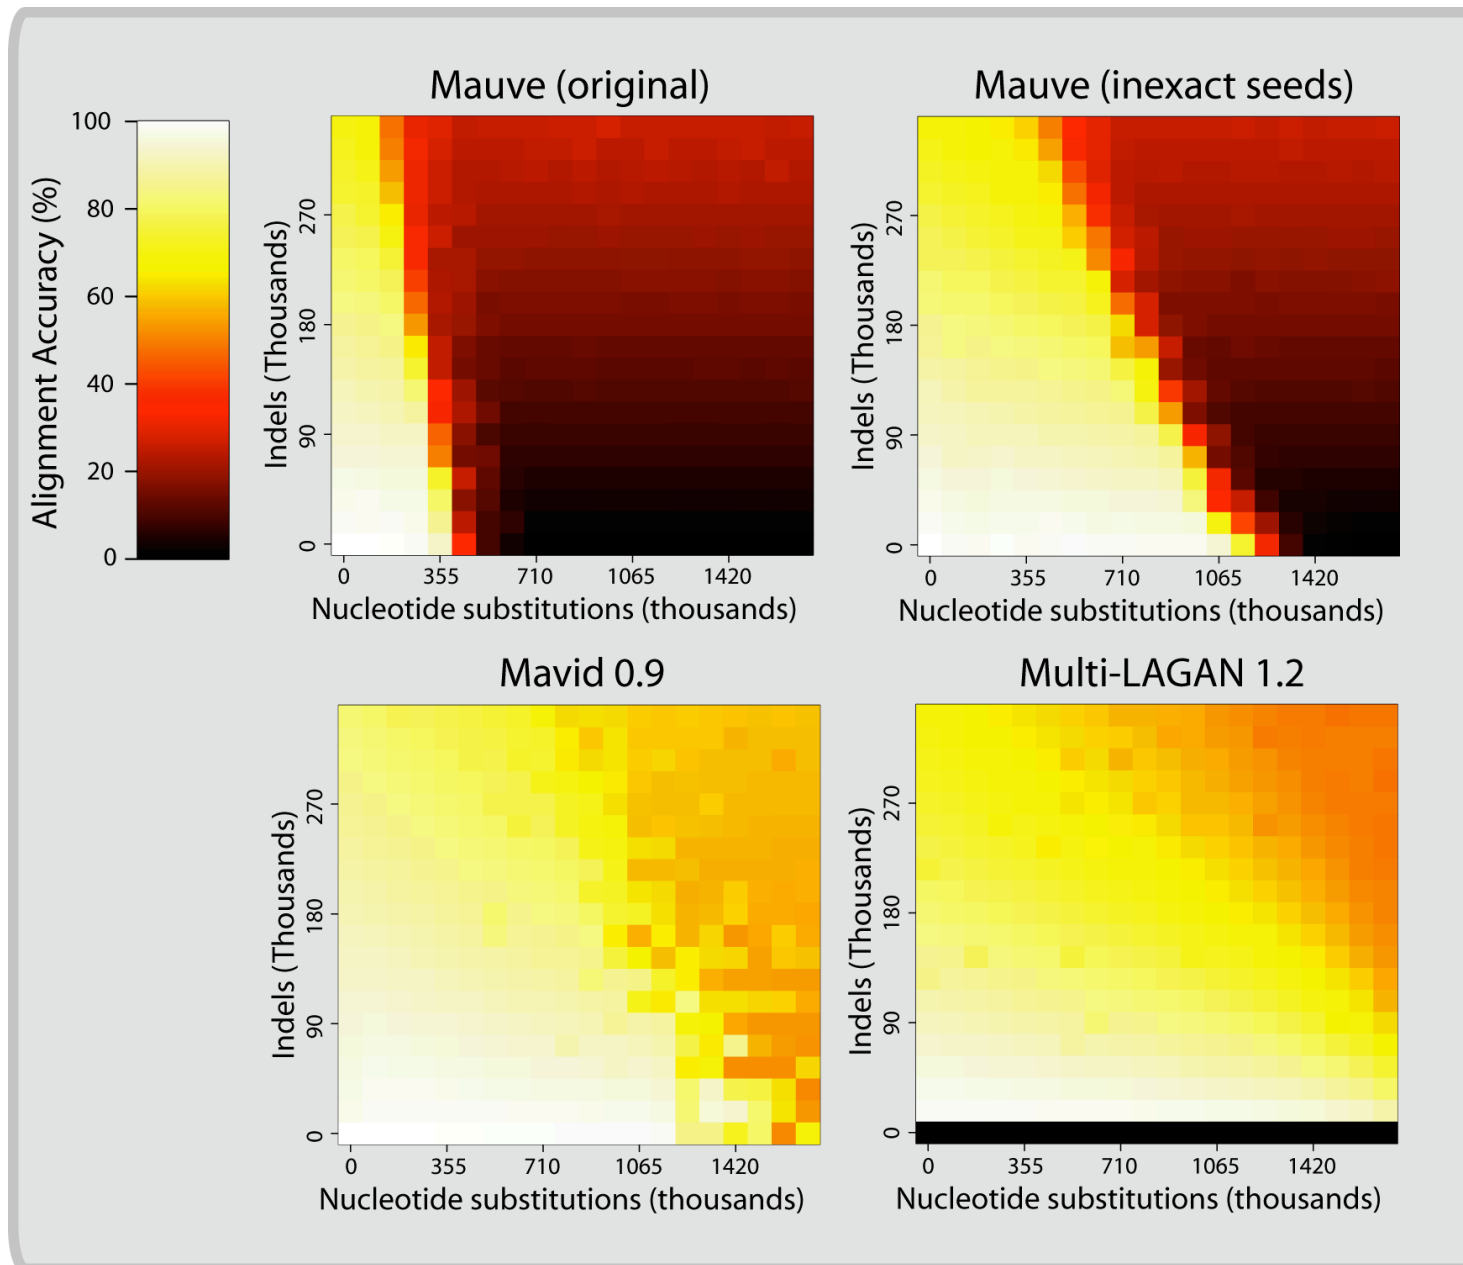 Mauve (original)
Mauve (inexact seeds)
Alignment Accuracy (%)
100
80
60
40
20
0
Indels (Thousands)
270
180
90
0
0 355 710 1065 1420
Nucleotide substitutions (thousands)
Indels (Thousands)
270
180
90
0
0 355 710 1065 1420
Nucleotide substitutions (thousands)
Mavid 0.9
Multi-LAGAN 1.2
Indels (Thousands)
270
180
90
0
0 355 710 1065 1420
Nucleotide substitutions (thousands)
Indels (Thousands)
270
180
90
0
0 355 710 1065 1420
Nucleotide substitutions (thousands)